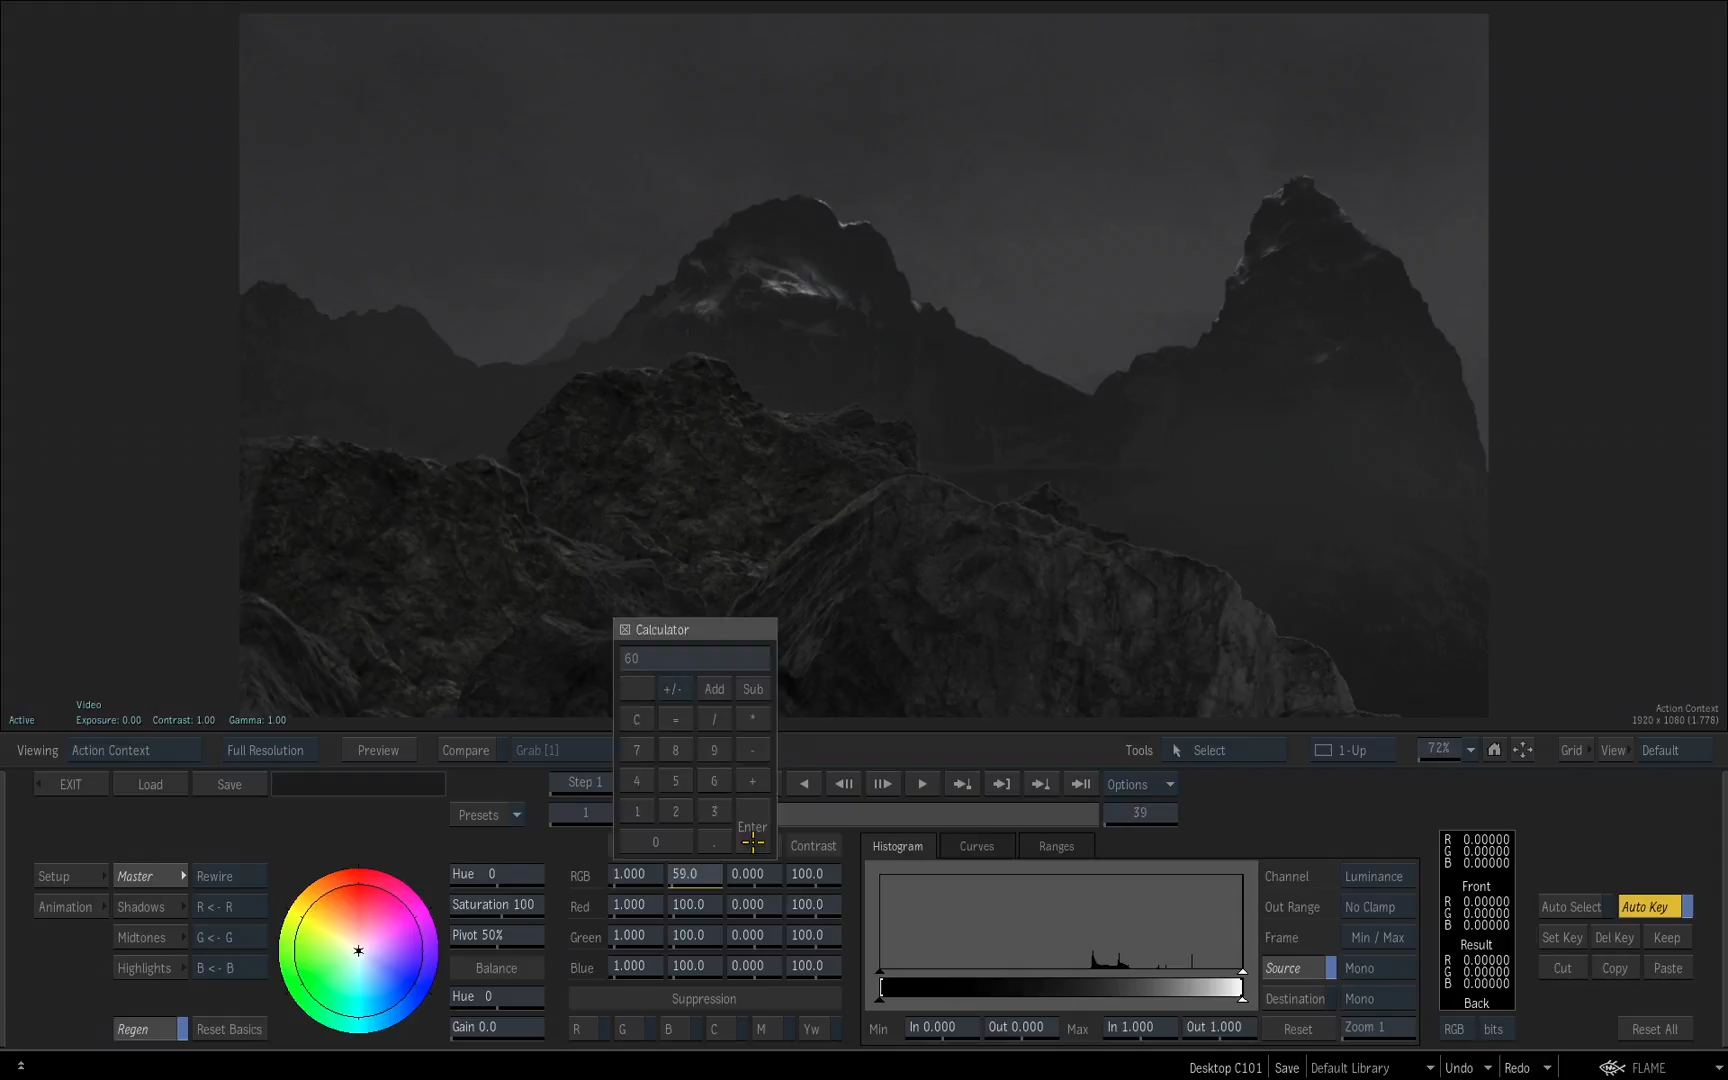 Calculator
60
+/- Add Sub
C = / *
7 8 9 -
4 5 6 +
1 2 3
Enter
0 .
Active
Video
Exposure: 0.00 Contrast: 1.00 Gamma: 1.00
Action Context
1920 x 1080 (1.778)
Viewing Action Context Full Resolution Preview Compare Grab [1] Tools Select 1-Up 72% Grid View Default
EXIT Load Save Step 1 Options
Presets 1 39
Contrast Histogram Curves Ranges
Setup Master Rewire
Animation Shadows R <- R
Midtones G <- G
Highlights B <- B
Regen Reset Basics
Hue 0
Saturation 100
Pivot 50%
Balance
Hue 0
Gain 0.0
RGB 1.000 59.0 0.000 100.0
Red 1.000 100.0 0.000 100.0
Green 1.000 100.0 0.000 100.0
Blue 1.000 100.0 0.000 100.0
Suppression
R G B C M Yw
Min In 0.000 Out 0.000 Max In 1.000 Out 1.000
Channel Luminance
Out Range No Clamp
Frame Min / Max
Source Mono
Destination Mono
Reset Zoom 1
R 0.00000
G 0.00000
B 0.00000
Front
R 0.00000
G 0.00000
B 0.00000
Result
R 0.00000
G 0.00000
B 0.00000
Back
RGB bits
Auto Select Auto Key
Set Key Del Key Keep
Cut Copy Paste
Reset All
Desktop C101 Save Default Library Undo Redo FLAME